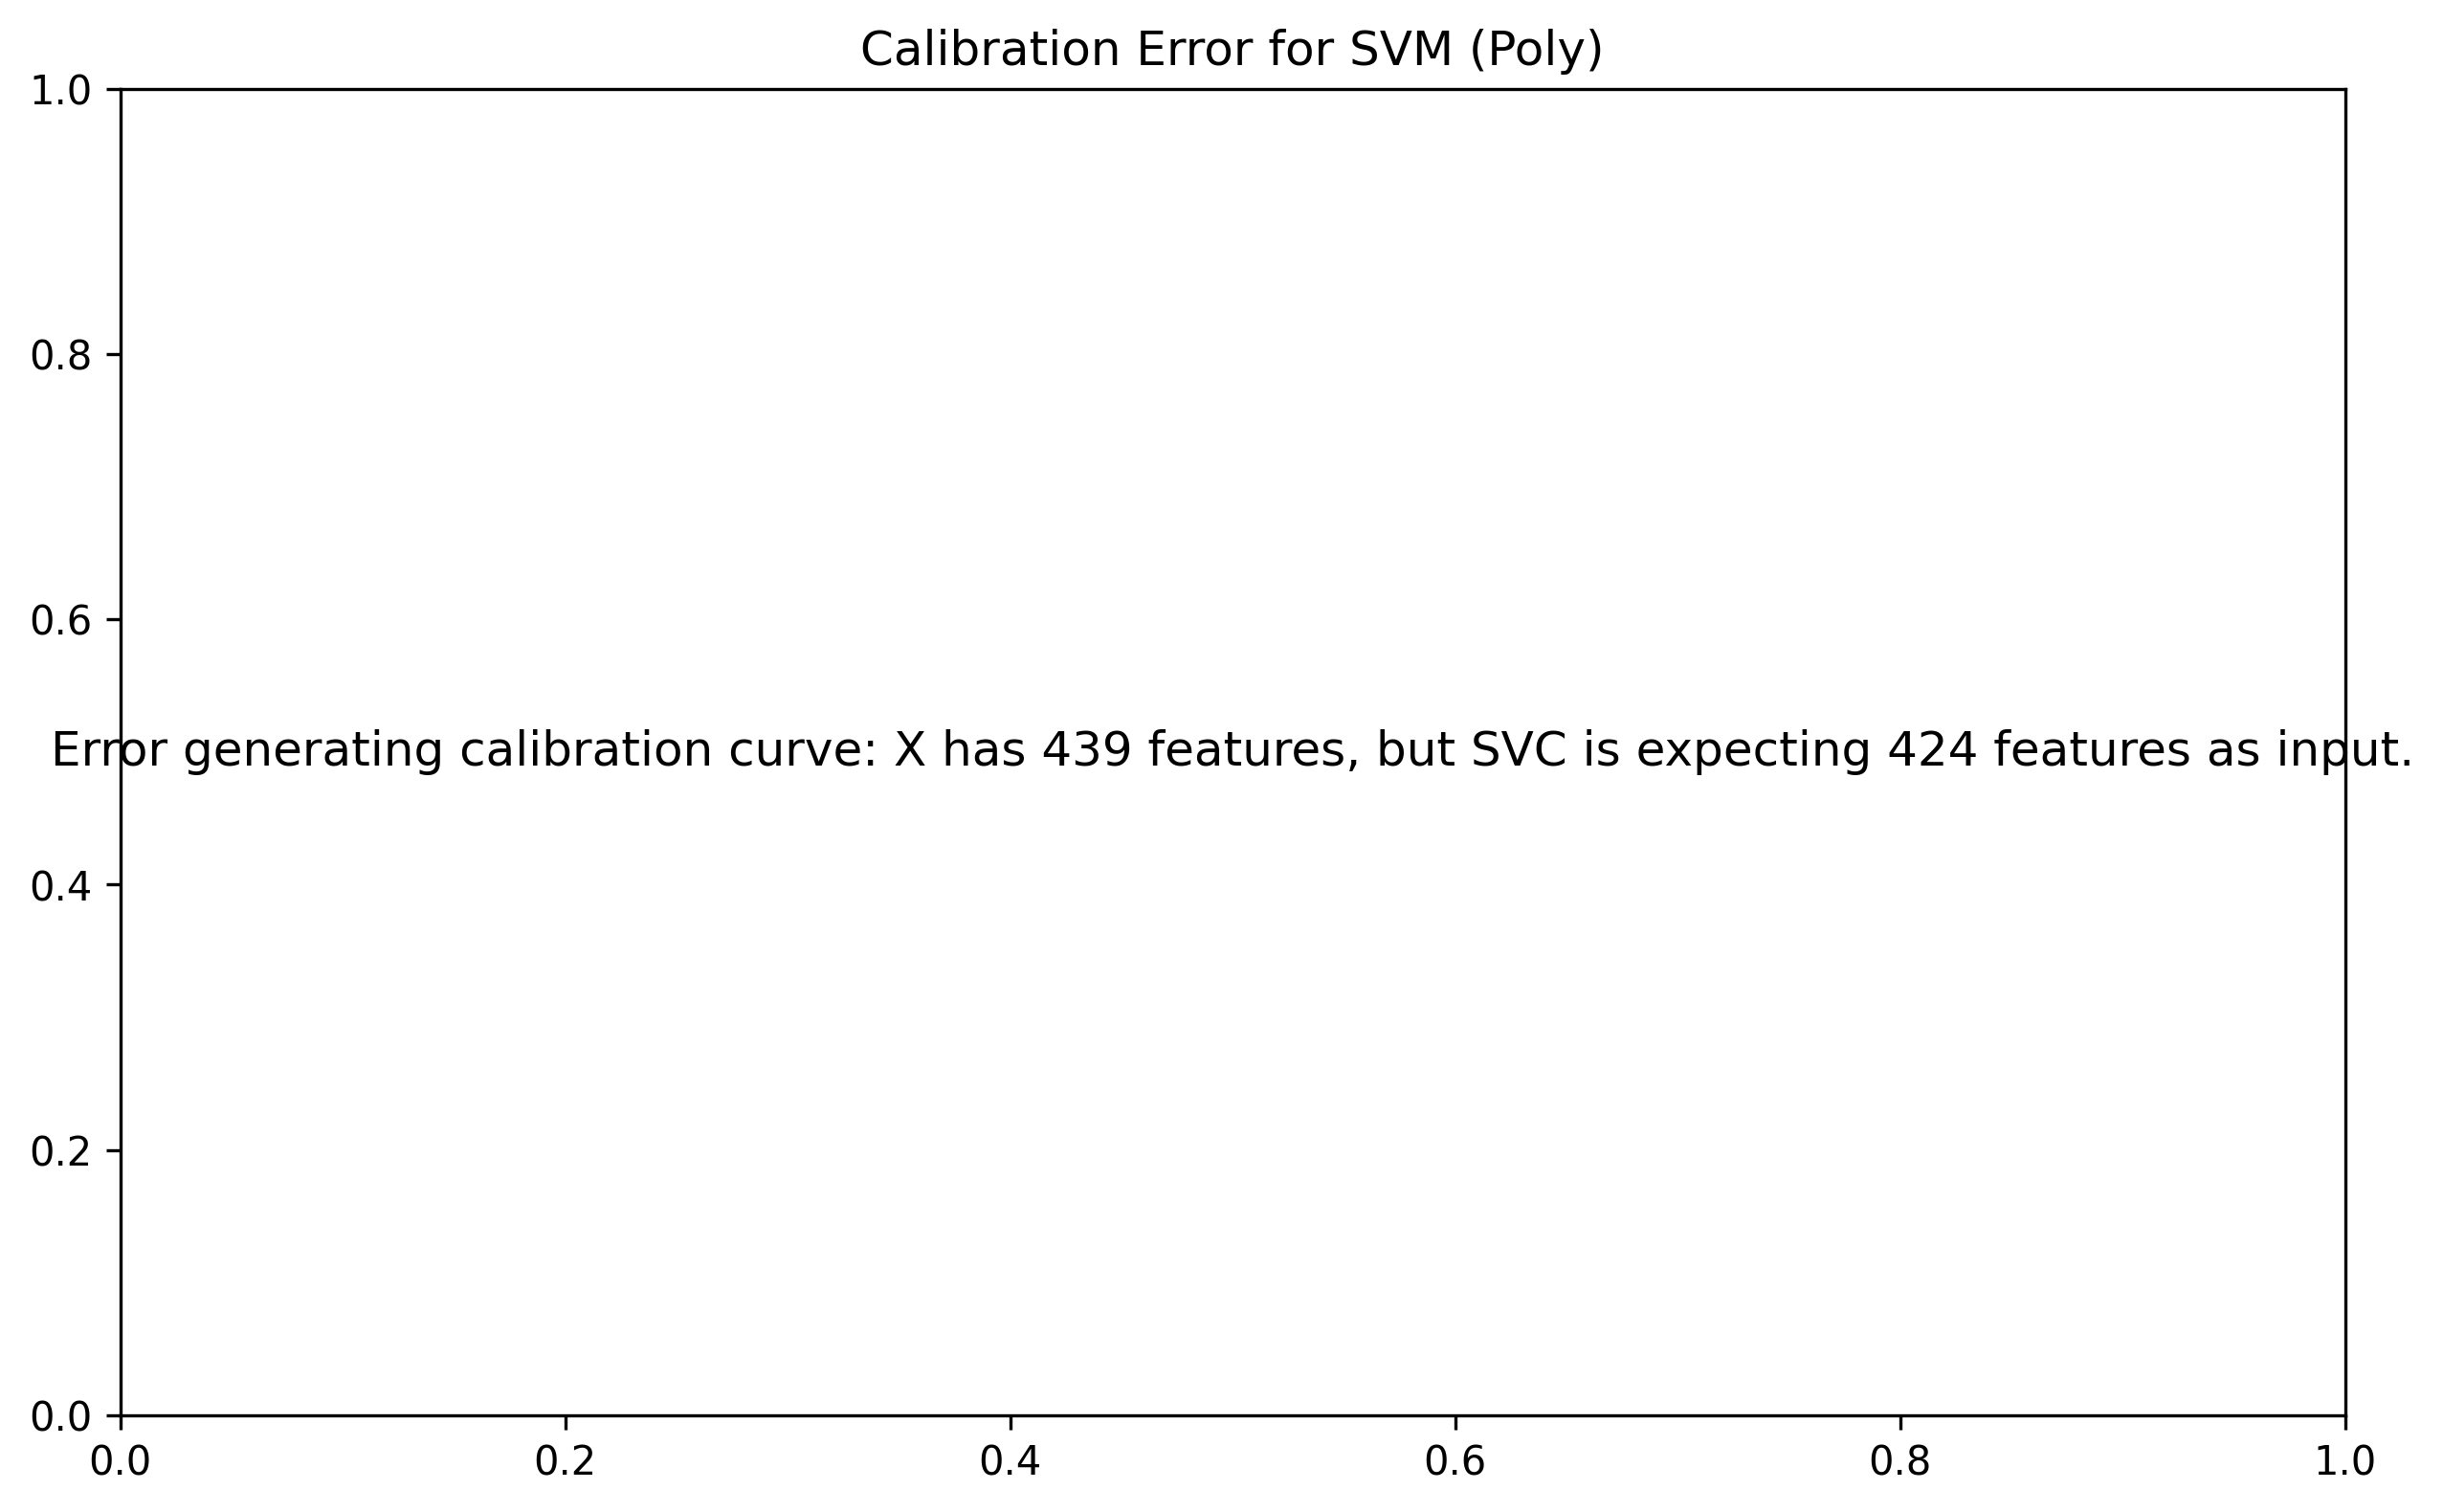 Calibration Error for SVM (Poly)
1.0
0.8
0.6
Error generating calibration curve: X has 439 features, but SVC is expecting 424 features as input.
0.4
0.2
0.0
0.0 0.2 0.4 0.6 0.8 1.0